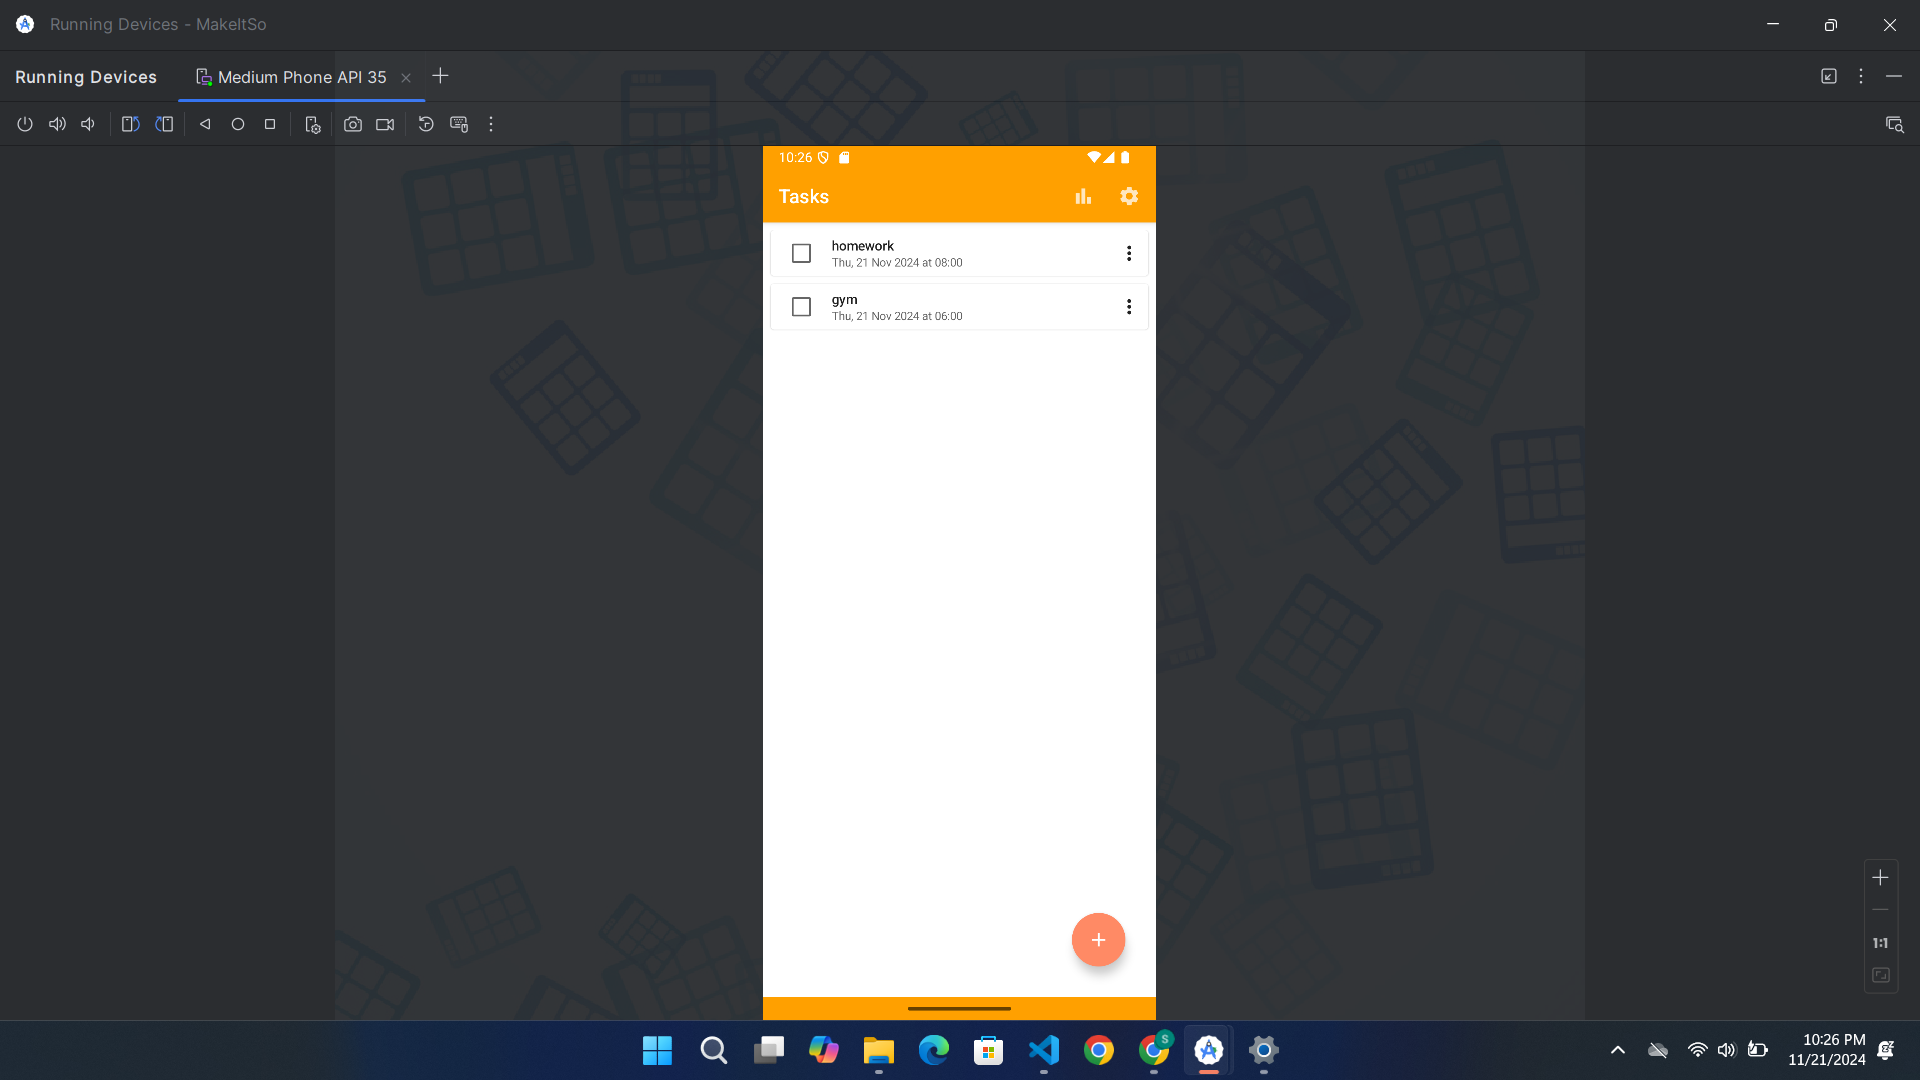 Running Devices - MakeItSo
Running Devices
Medium Phone API 35
10:26
Tasks
homework
Thu, 21 Nov 2024 at 08:00
gym
Thu, 21 Nov 2024 at 06:00
1:1
S
10:26 PM
11/21/2024